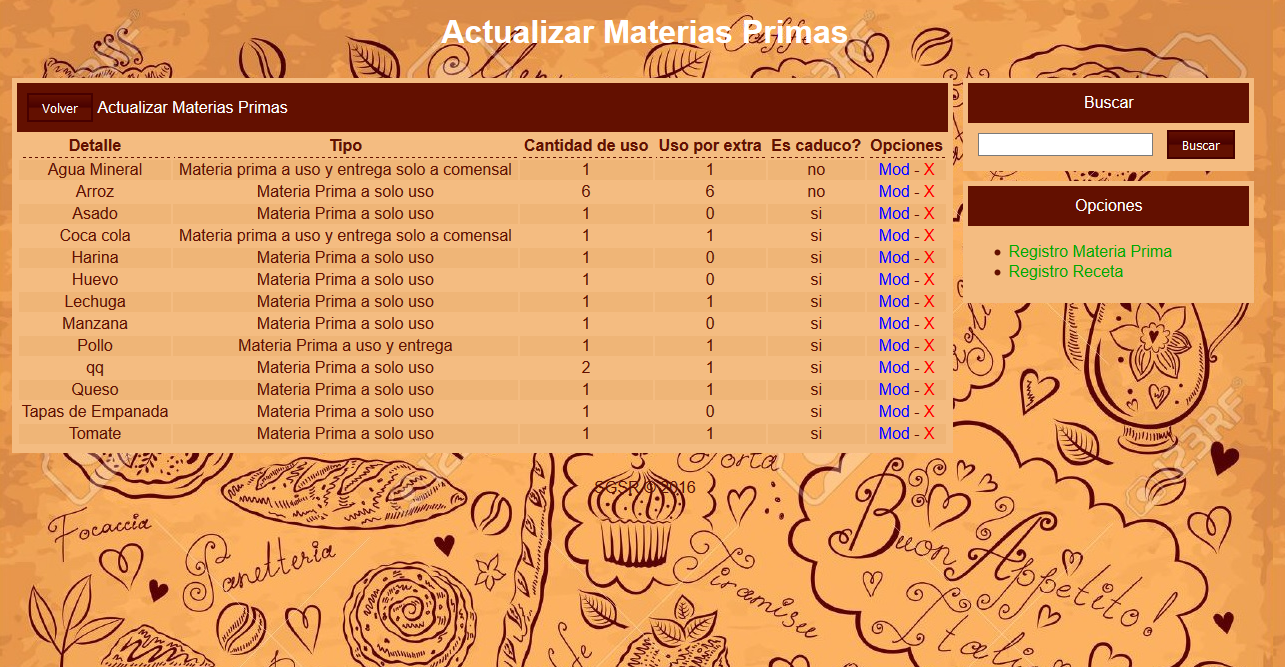 Actualizar Materias Primas
Volver Actualizar Materias Primas
Detalle Tipo Cantidad de uso Uso por extra Es caduco? Opciones
Agua Mineral Materia prima a uso y entrega solo a comensal 1 1 no Mod - X
Arroz Materia Prima a solo uso 6 6 no Mod - X
Asado Materia Prima a solo uso 1 0 si Mod - X
Coca cola Materia prima a uso y entrega solo a comensal 1 1 si Mod - X
Harina Materia Prima a solo uso 1 0 si Mod - X
Huevo Materia Prima a solo uso 1 0 si Mod - X
Lechuga Materia Prima a solo uso 1 1 si Mod - X
Manzana Materia Prima a solo uso 1 0 si Mod - X
Pollo Materia Prima a uso y entrega 1 1 si Mod - X
qq Materia Prima a solo uso 2 1 si Mod - X
Queso Materia Prima a solo uso 1 1 si Mod - X
Tapas de Empanada Materia Prima a solo uso 1 0 si Mod - X
Tomate Materia Prima a solo uso 1 1 si Mod - X
Buscar
Buscar
Opciones
Registro Materia Prima
Registro Receta
Torta
SGSR © 2016
Focaccia
Panetteria
Tiramisu
Buon Appetito!
123RF